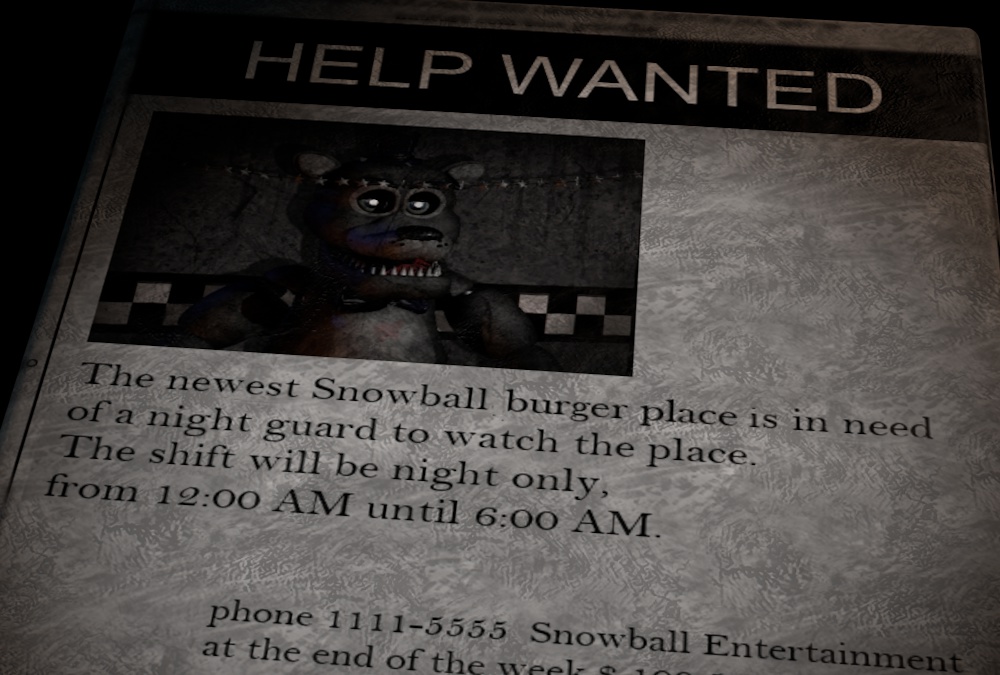 HELP WANTED
The newest Snowball burger place is in need
of a night guard to watch the place.
The shift will be night only,
from 12:00 AM until 6:00 AM.
phone 1111-5555 Snowball Entertainment
at the end of the week $